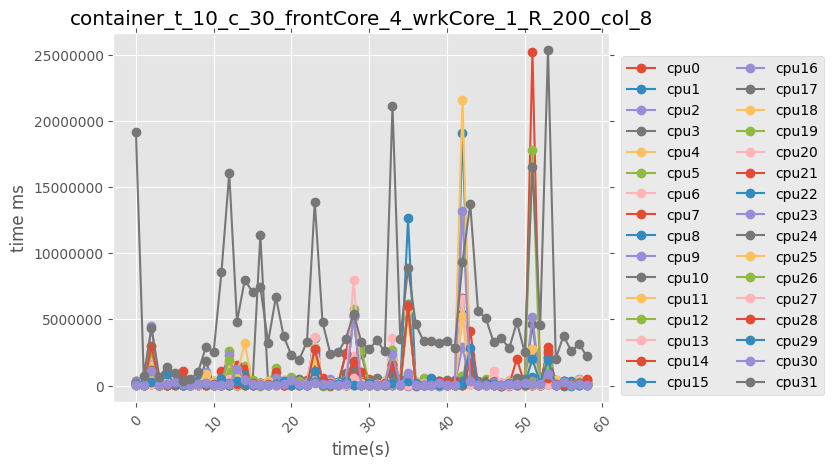 container_t_10_c_30_frontCore_4_wrkCore_1_R_200_col_8
25000000
20000000
15000000
10000000
5000000
0
time ms
0
10
20
30
40
50
60
time(s)
cpu0
cpu1
cpu2
cpu3
cpu4
cpu5
cpu6
cpu7
cpu8
cpu9
cpu10
cpu11
cpu12
cpu13
cpu14
cpu15
cpu16
cpu17
cpu18
cpu19
cpu20
cpu21
cpu22
cpu23
cpu24
cpu25
cpu26
cpu27
cpu28
cpu29
cpu30
cpu31